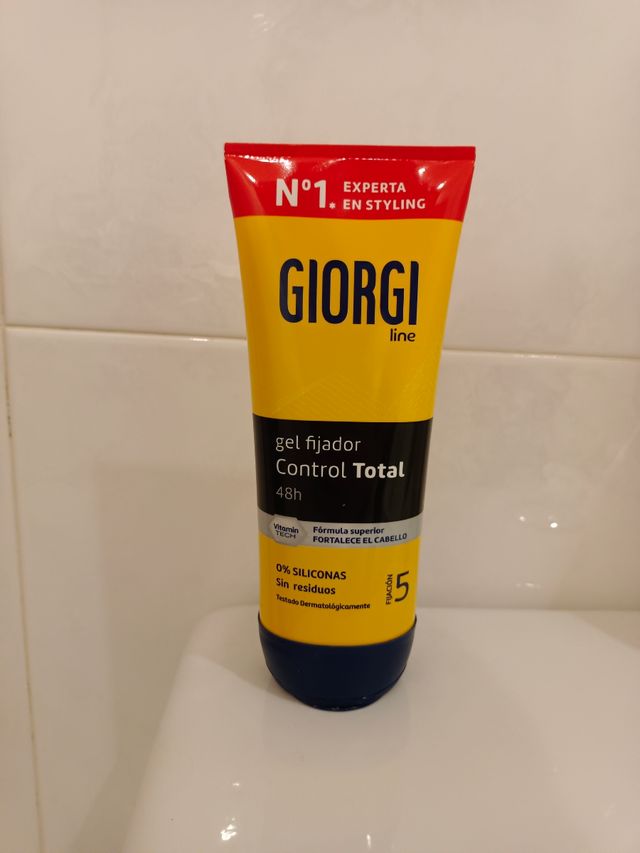 Nº1*
EXPERTA
EN STYLING
GIORGI
line
gel fijador
Control Total
48h
Vitamin
TECH
Fórmula superior
FORTALECE EL CABELLO
0% SILICONAS
Sin residuos
Testado Dermatológicamente
FIJACIÓN
5